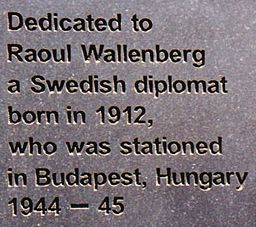 Dedicated to
Raoul Wallenberg
a Swedish diplomat
born in 1912,
who was stationed
in Budapest, Hungary
1944 – 45